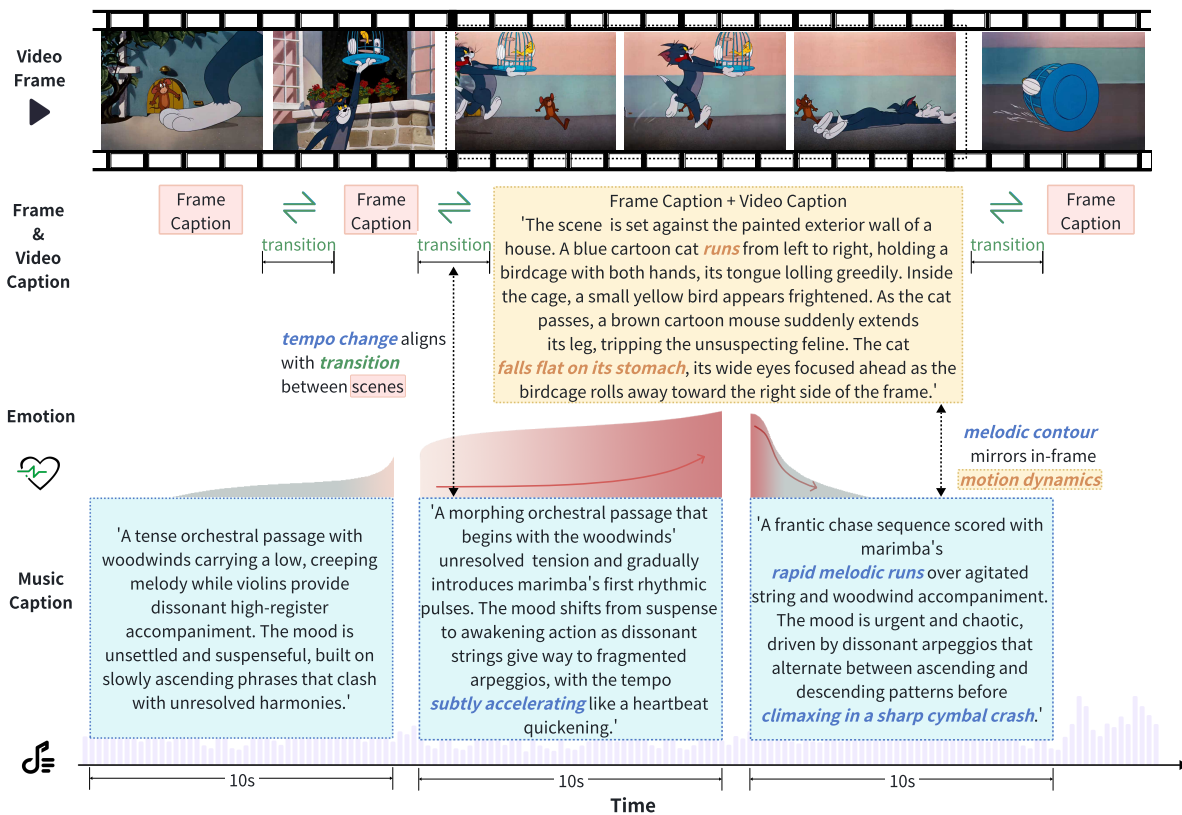 Video
Frame
Frame
&
Video
Caption
Frame
Caption
transition
Frame
Caption
transition
Frame Caption + Video Caption
'The scene is set against the painted exterior wall of a
house. A blue cartoon cat runs from left to right, holding a
birdcage with both hands, its tongue lolling greedily. Inside
the cage, a small yellow bird appears frightened. As the cat
passes, a brown cartoon mouse suddenly extends
its leg, tripping the unsuspecting feline. The cat
falls flat on its stomach, its wide eyes focused ahead as the
birdcage rolls away toward the right side of the frame.'
transition
Frame
Caption
tempo change aligns
with transition
between scenes
Emotion
melodic contour
mirrors in-frame
motion dynamics
Music
Caption
'A tense orchestral passage with
woodwinds carrying a low, creeping
melody while violins provide
dissonant high-register
accompaniment. The mood is
unsettled and suspenseful, built on
slowly ascending phrases that clash
with unresolved harmonies.'
'A morphing orchestral passage that
begins with the woodwinds'
unresolved tension and gradually
introduces marimba's first rhythmic
pulses. The mood shifts from suspense
to awakening action as dissonant
strings give way to fragmented
arpeggios, with the tempo
subtly accelerating like a heartbeat
quickening.'
'A frantic chase sequence scored with
marimba's
rapid melodic runs over agitated
string and woodwind accompaniment.
The mood is urgent and chaotic,
driven by dissonant arpeggios that
alternate between ascending and
descending patterns before
climaxing in a sharp cymbal crash.'
10s
10s
10s
Time